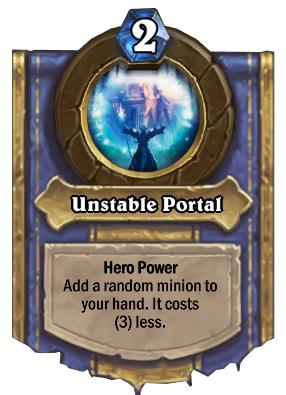 2
Unstable Portal
Hero Power
Add a random minion to
your hand. It costs
(3) less.